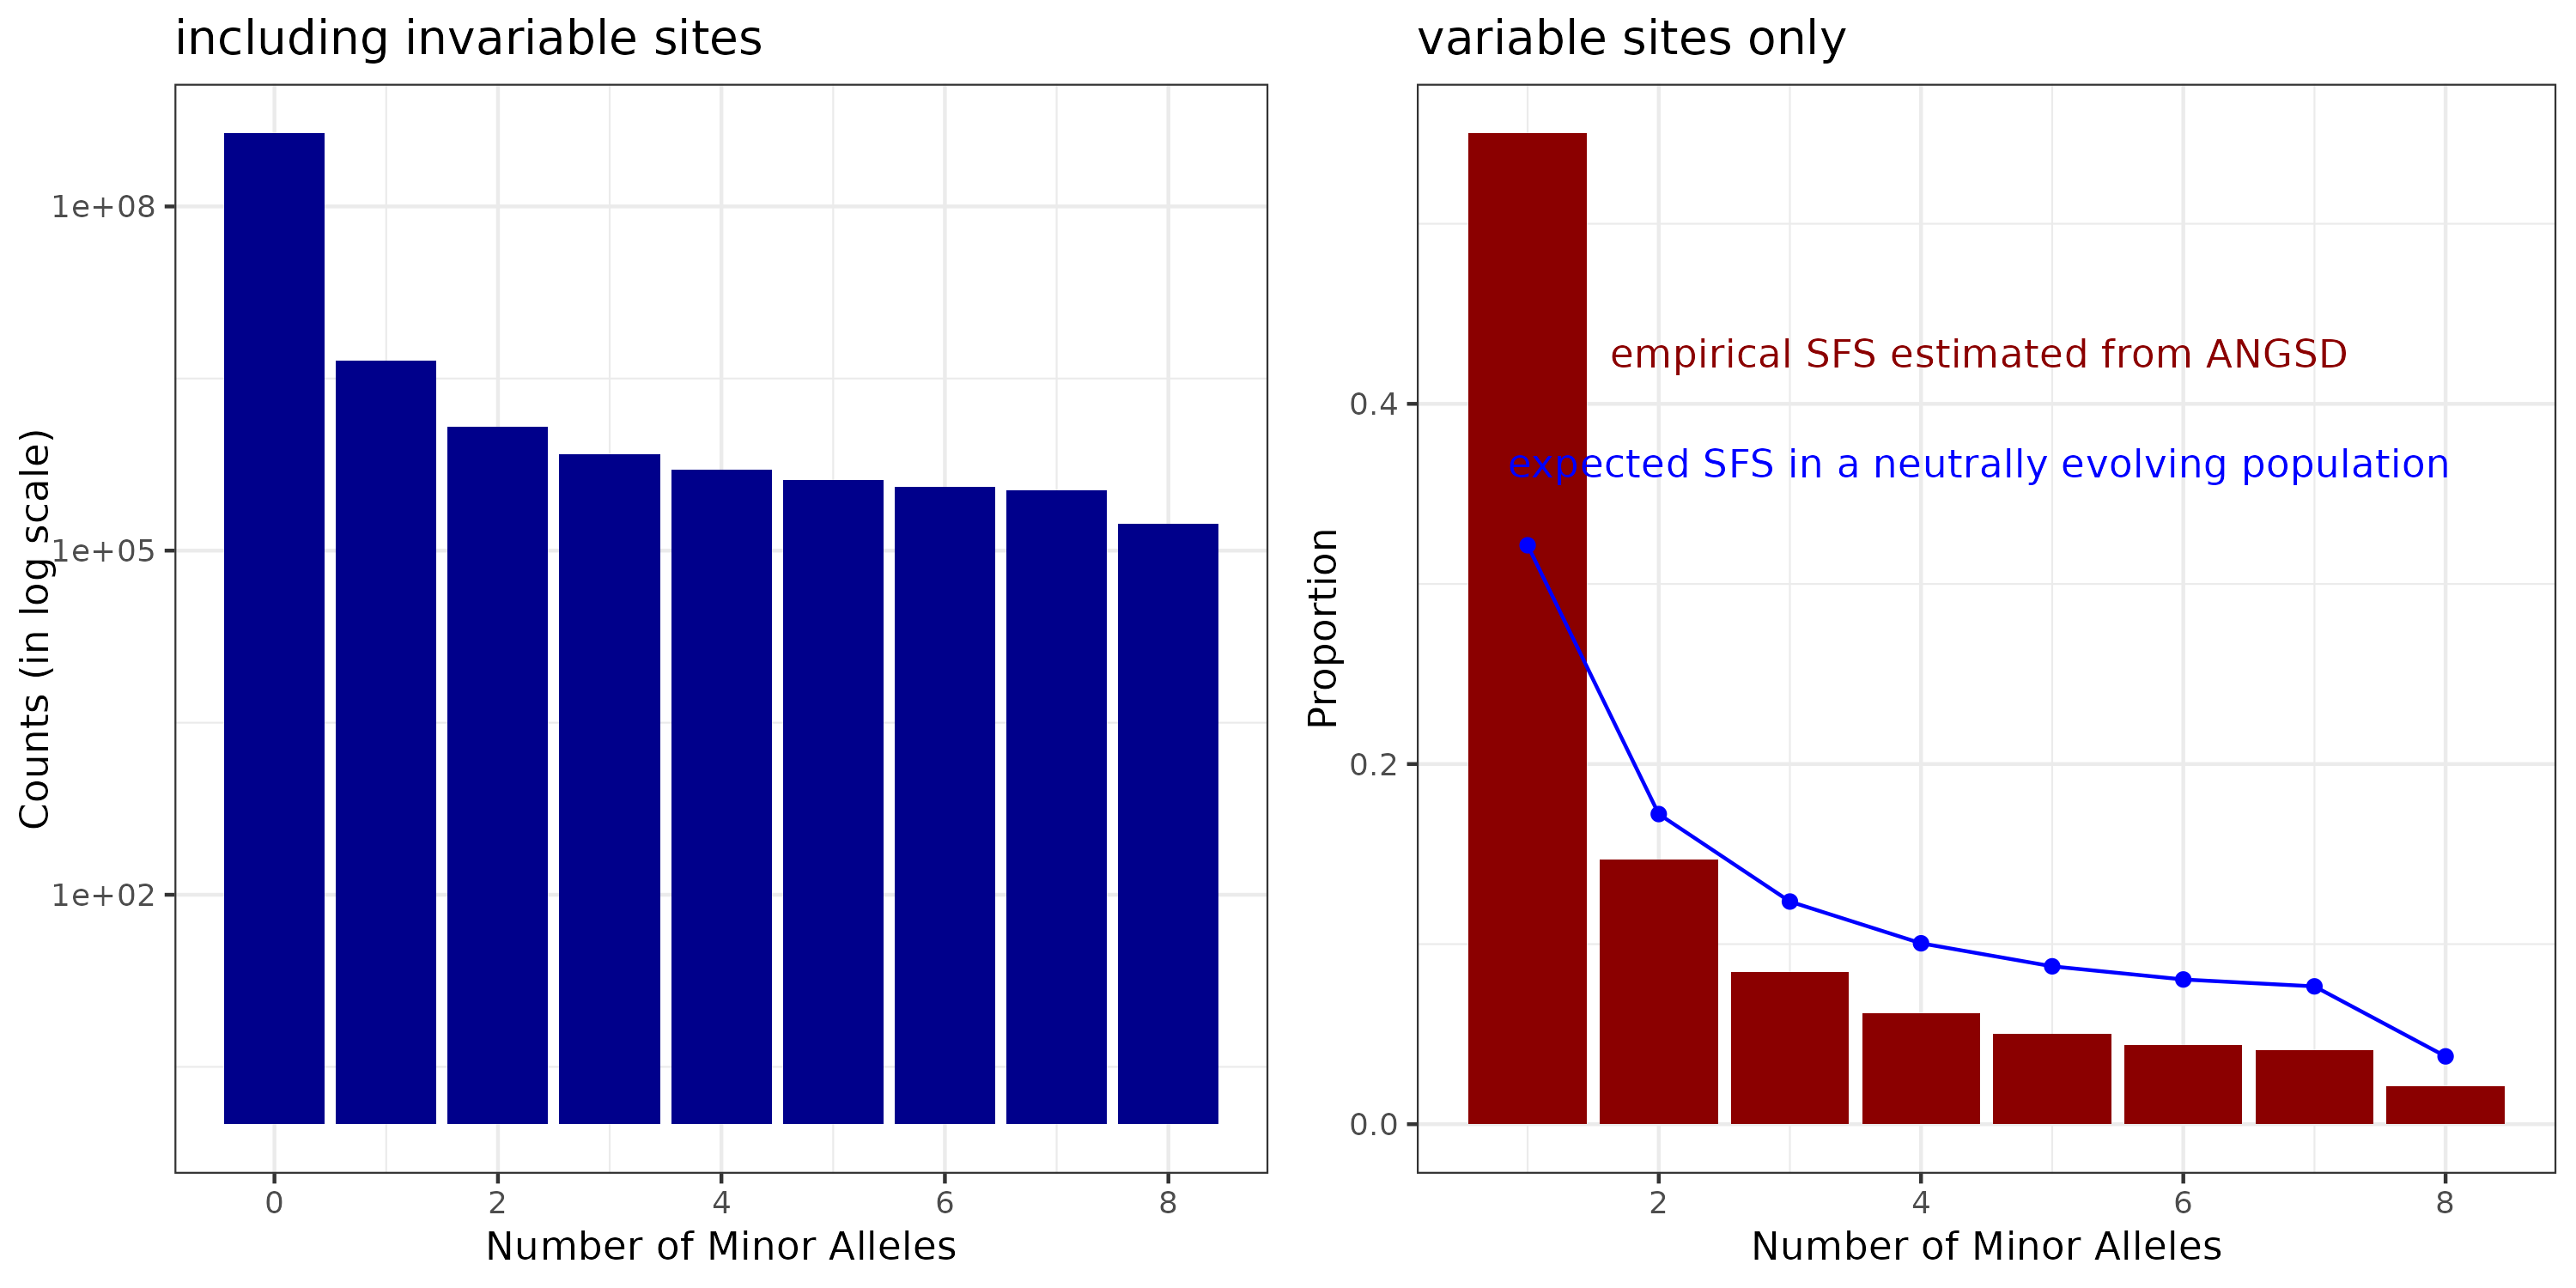 including invariable sites
Counts (in log scale)
1e+08
1e+05
1e+02
0 2 4 6 8
Number of Minor Alleles
variable sites only
Proportion
0.4
0.2
0.0
empirical SFS estimated from ANGSD
expected SFS in a neutrally evolving population
2 4 6 8
Number of Minor Alleles